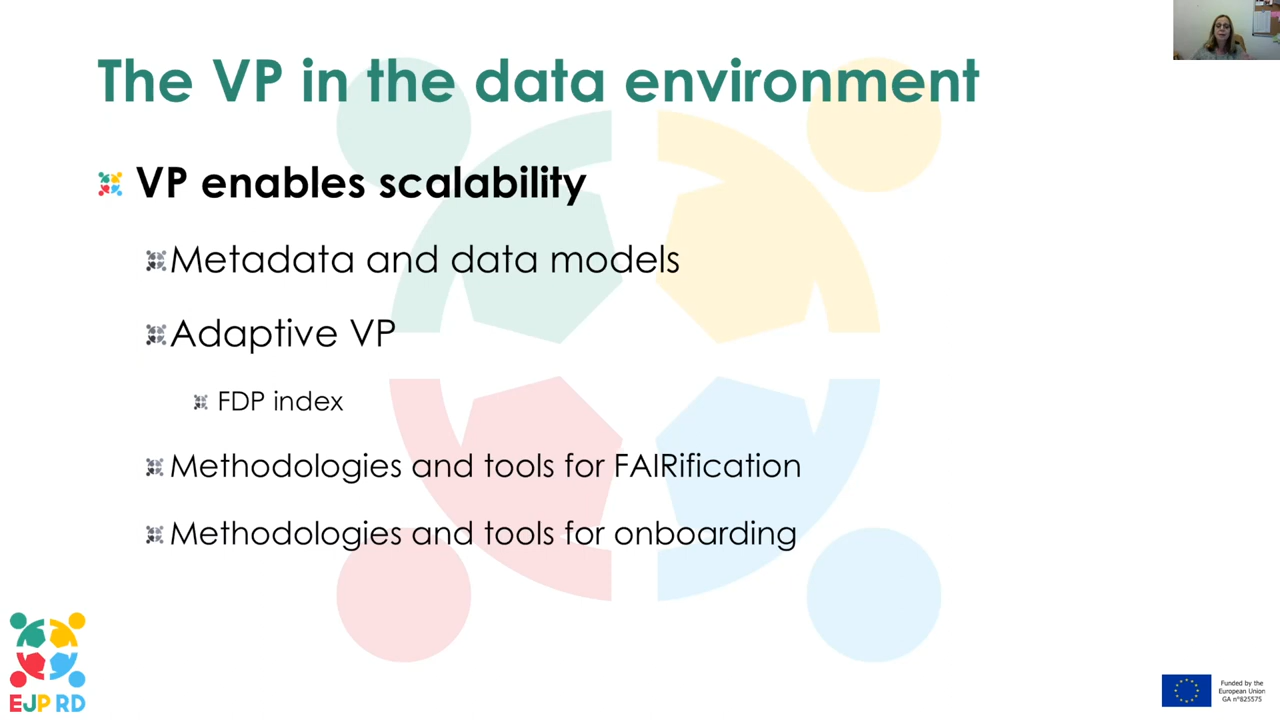 The VP in the data environment
VP enables scalability
Metadata and data models
Adaptive VP
FDP index
Methodologies and tools for FAIRification
Methodologies and tools for onboarding
EJP RD
Funded by the
European Union
GA n°825575